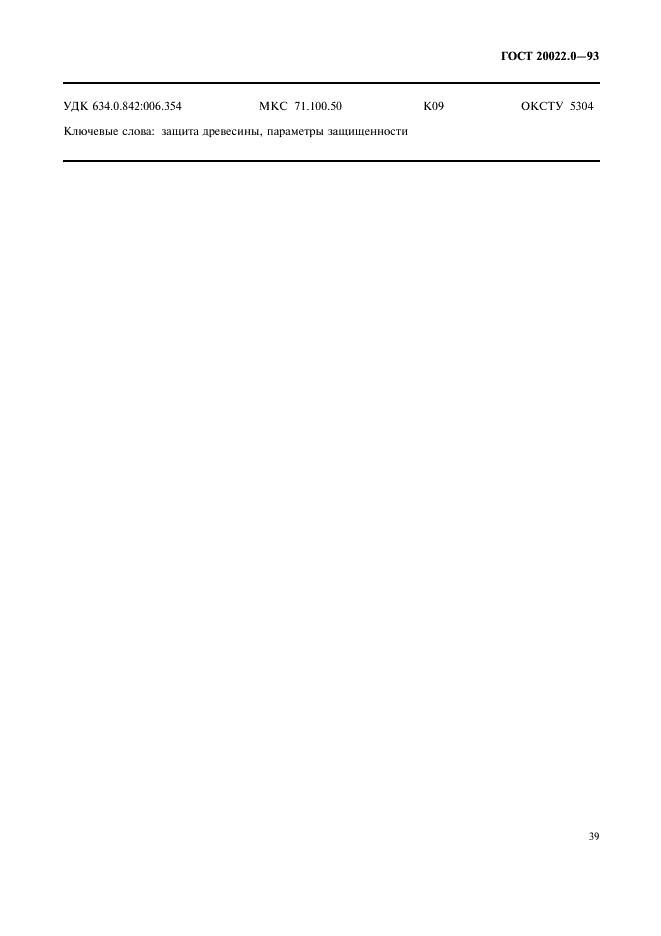 ГОСТ 20022.0—93
УДК 634.0.842:006.354 МКС 71.100.50 К09 ОКСТУ 5304
Ключевые слова: защита древесины, параметры защищенности
39